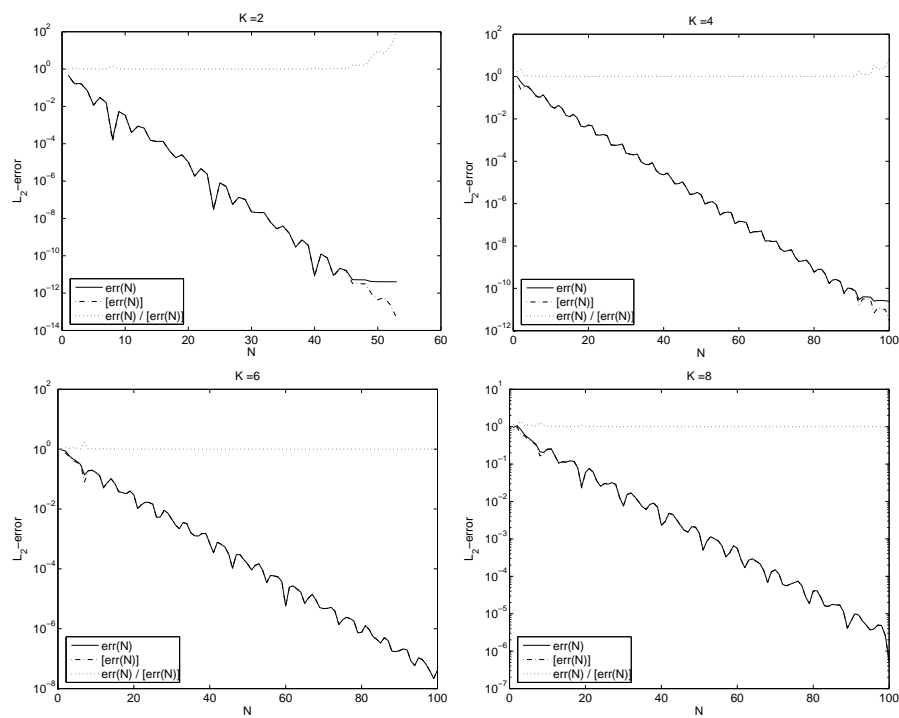 K =2
10^2
10^0
10^-2
10^-4
10^-6
10^-8
10^-10
10^-12
10^-14
L_2-error
err(N)
[err(N)]
err(N) / [err(N)]
0 10 20 30 40 50 60
N
K =4
10^2
10^0
10^-2
10^-4
10^-6
10^-8
10^-10
10^-12
L_2-error
err(N)
[err(N)]
err(N) / [err(N)]
0 20 40 60 80 100
N
K =6
10^2
10^0
10^-2
10^-4
10^-6
10^-8
L_2-error
err(N)
[err(N)]
err(N) / [err(N)]
0 20 40 60 80 100
N
K =8
10^1
10^0
10^-1
10^-2
10^-3
10^-4
10^-5
10^-6
10^-7
L_2-error
err(N)
[err(N)]
err(N) / [err(N)]
0 20 40 60 80 100
N